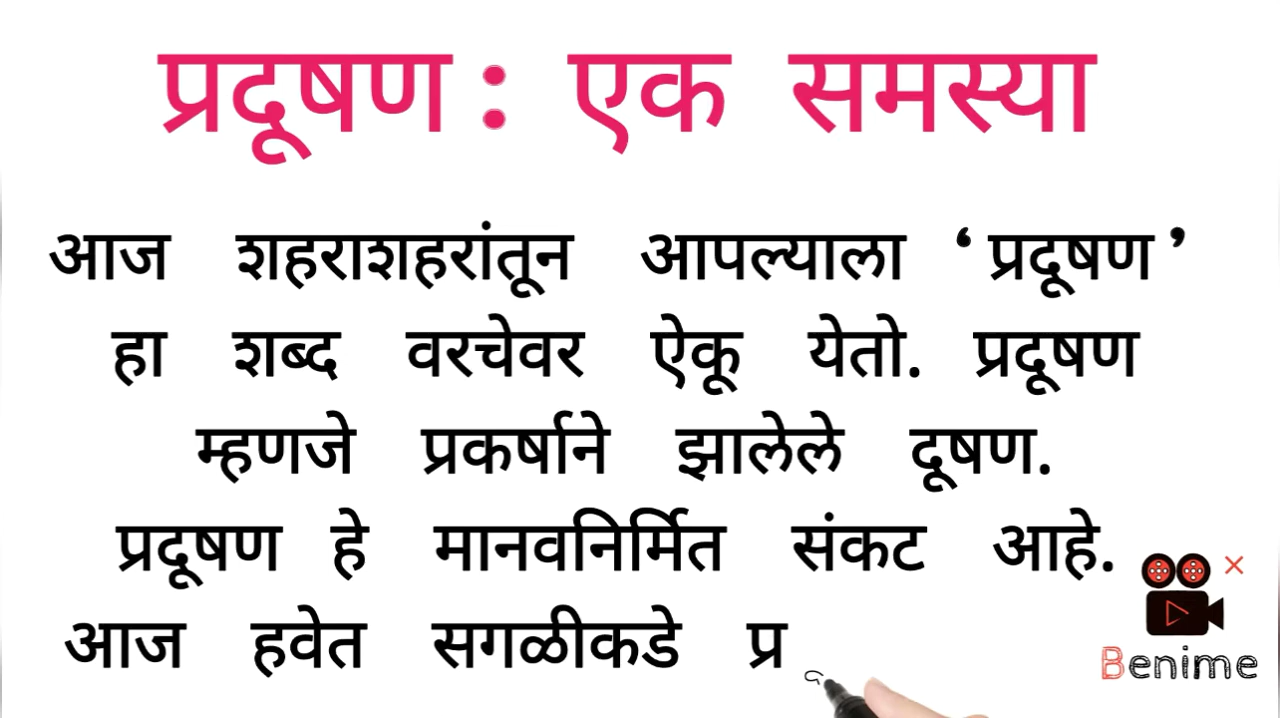 प्रदूषण : एक समस्या
आज शहराशहरांतून आपल्याला ‘प्रदूषण’
हा शब्द वरचेवर ऐकू येतो. प्रदूषण
म्हणजे प्रकर्षाने झालेले दूषण.
प्रदूषण हे मानवनिर्मित संकट आहे.
आज हवेत सगळीकडे प्र
Benime